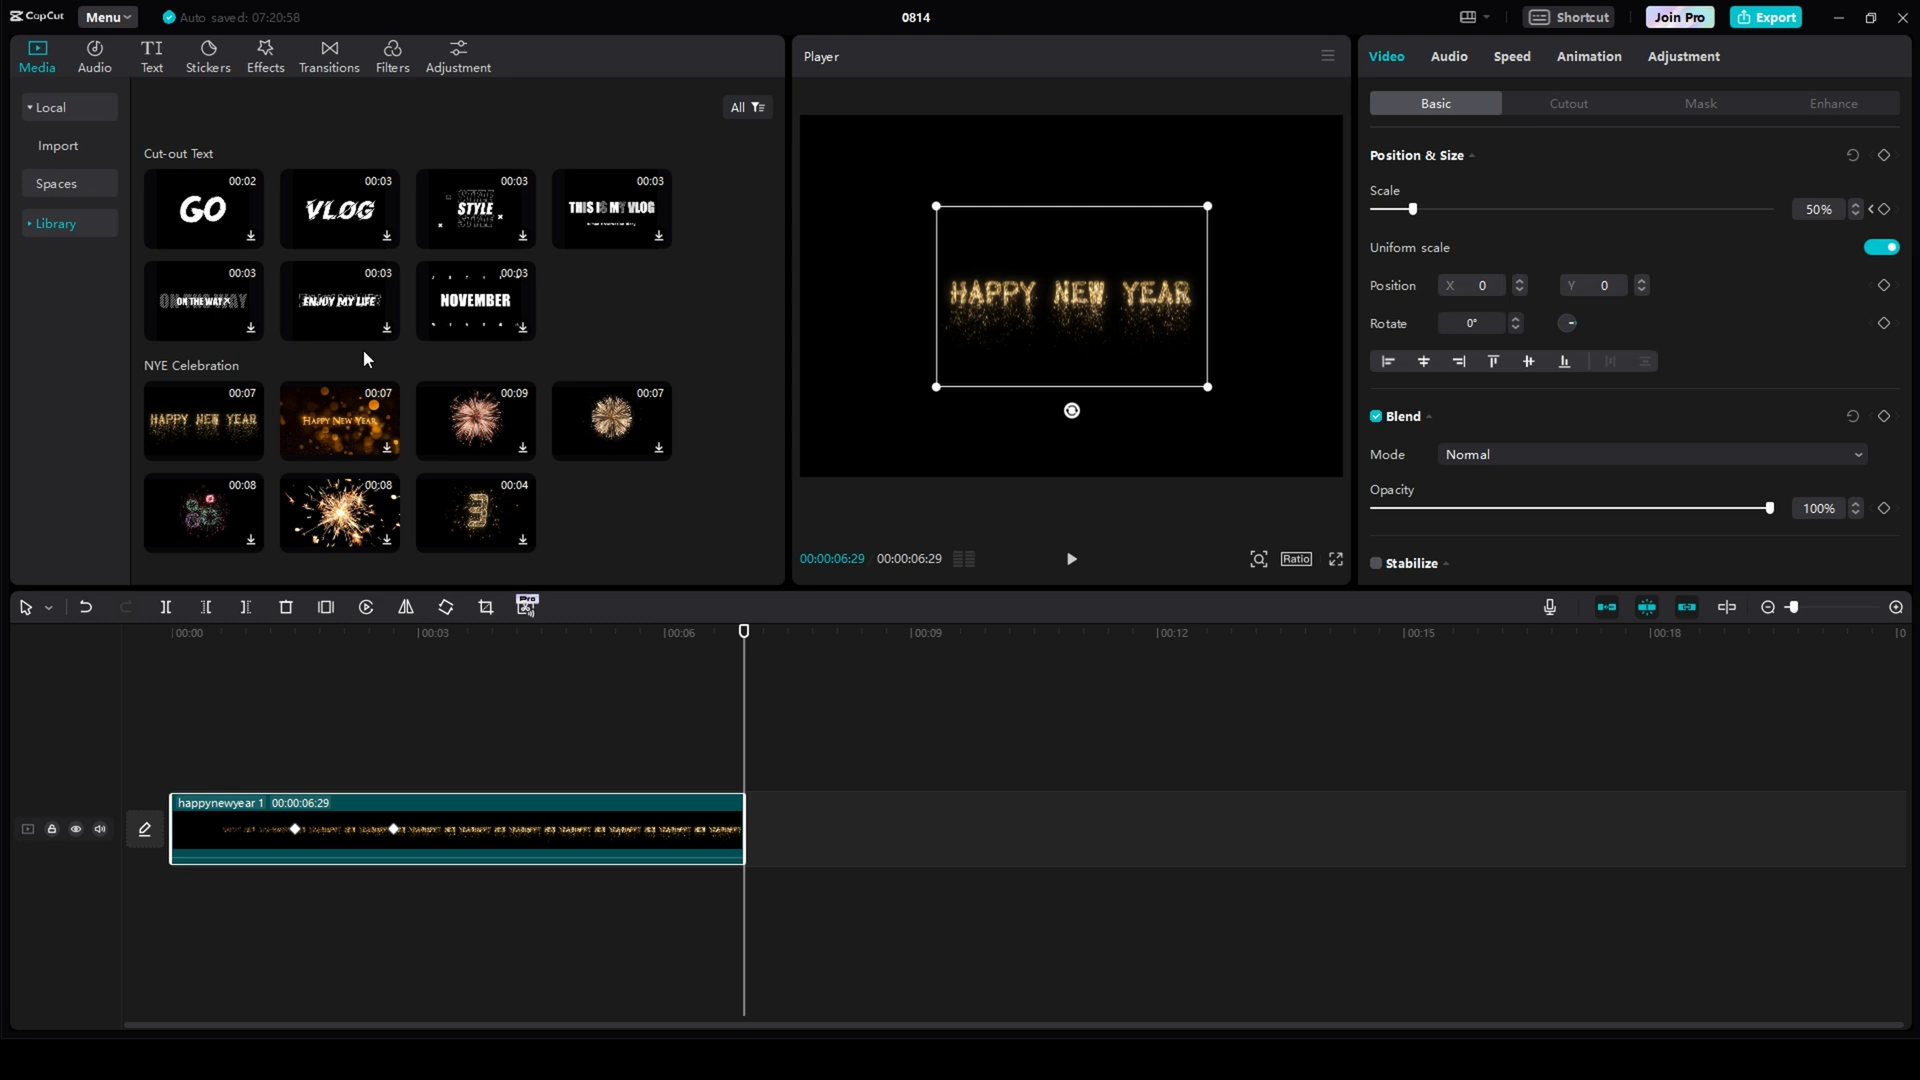 CapCut Menu Auto saved: 07:20:58 0814 Shortcut Join Pro Export
Media Audio Text Stickers Effects Transitions Filters Adjustment
Local
Import
Spaces
Library
All
Cut-out Text
00:02 00:03 00:03 00:03
GO VLOG STYLE THIS IS MY VLOG
00:03 00:03 00:03
ON THE WAY ENJOY MY LIFE NOVEMBER
NYE Celebration
00:07 00:07 00:09 00:07
HAPPY NEW YEAR HAPPY NEW YEAR
00:08 00:08 00:04
3
Player
HAPPY NEW YEAR
00:00:06:29 00:00:06:29 Ratio
Video Audio Speed Animation Adjustment
Basic Cutout Mask Enhance
Position & Size
Scale
50%
Uniform scale
Position X 0 Y 0
Rotate 0°
Blend
Mode Normal
Opacity
100%
Stabilize
Pro
00:00 00:03 00:06 00:09 00:12 00:15 00:18 0
happynewyear 1 00:00:06:29